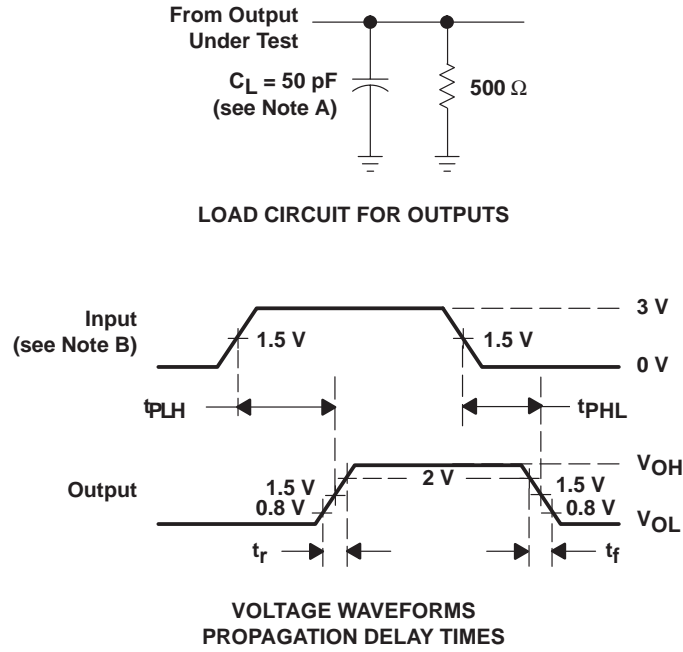 From Output
Under Test
CL = 50 pF
(see Note A)
500 Ω
LOAD CIRCUIT FOR OUTPUTS
Input
(see Note B)
1.5 V
1.5 V
3 V
0 V
tPLH
tPHL
Output
1.5 V
0.8 V
2 V
1.5 V
0.8 V
VOH
VOL
tr
tf
VOLTAGE WAVEFORMS
PROPAGATION DELAY TIMES